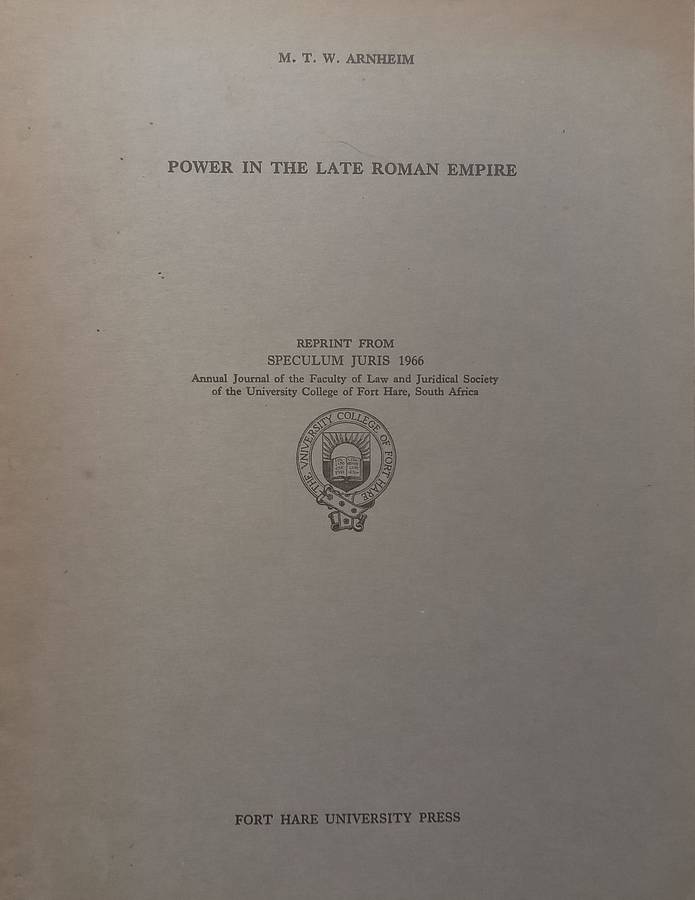 M. T. W. ARNHEIM
POWER IN THE LATE ROMAN EMPIRE
REPRINT FROM
SPECULUM JURIS 1966
Annual Journal of the Faculty of Law and Juridical Society
of the University College of Fort Hare, South Africa
THE UNIVERSITY COLLEGE OF FORT HARE
FORT HARE UNIVERSITY PRESS